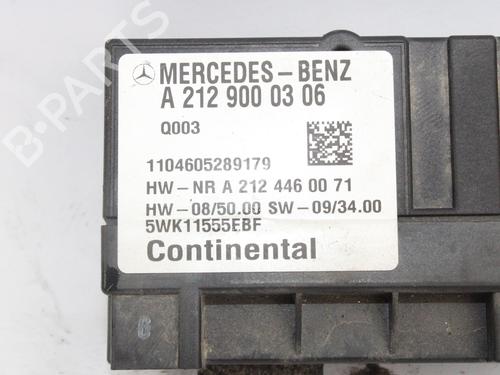 MERCEDES-BENZ
A 212 900 03 06
Q003
1104605289179
HW-NR A 212 446 00 71
HW-08/50.00 SW-09/34.00
5WK11555EBF
Continental
B-PARTS